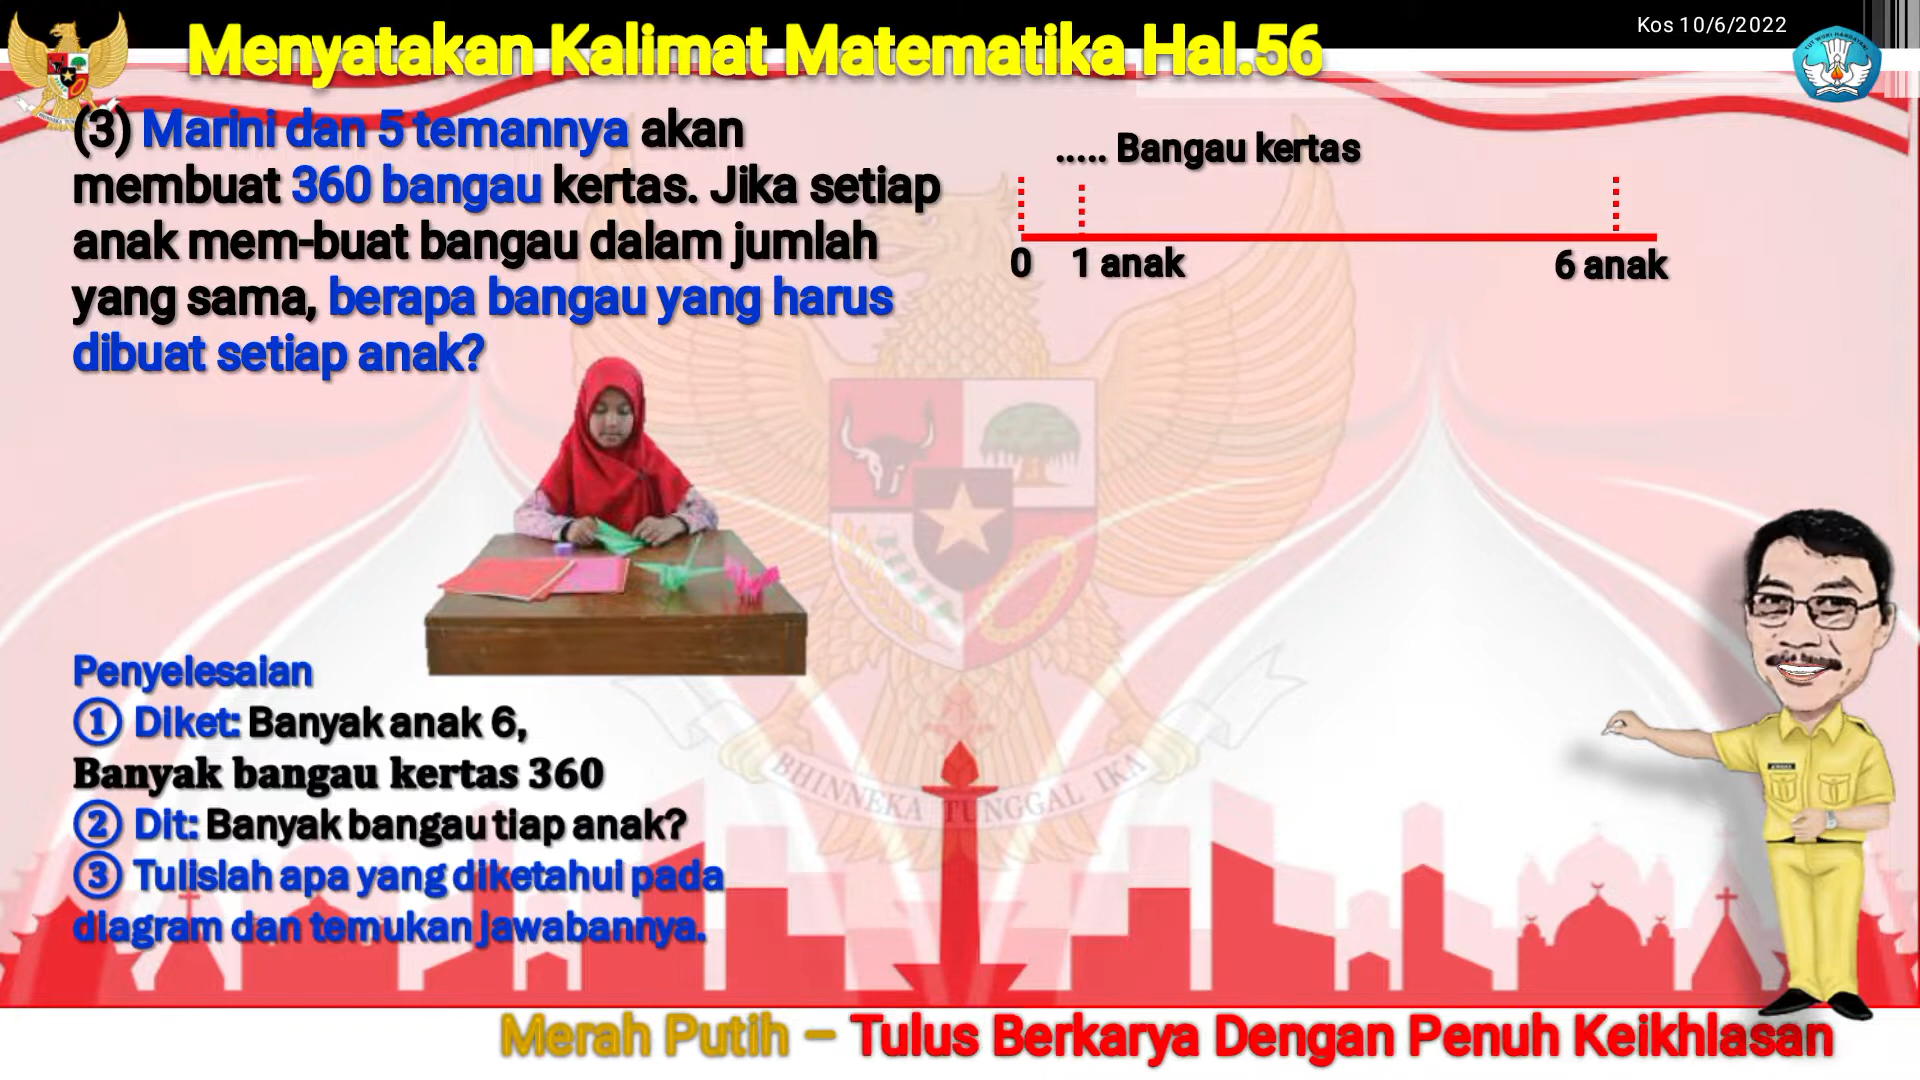 Kos 10/6/2022
Menyatakan Kalimat Matematika Hal.56
(3) Marini dan 5 temannya akan
membuat 360 bangau kertas. Jika setiap
anak mem-buat bangau dalam jumlah
yang sama, berapa bangau yang harus
dibuat setiap anak?
..... Bangau kertas
0 1 anak 6 anak
Penyelesaian
① Diket: Banyak anak 6,
Banyak bangau kertas 360
② Dit: Banyak bangau tiap anak?
③ Tulislah apa yang diketahui pada
diagram dan temukan jawabannya.
BHINNEKA TUNGGAL IKA
Merah Putih – Tulus Berkarya Dengan Penuh Keikhlasan